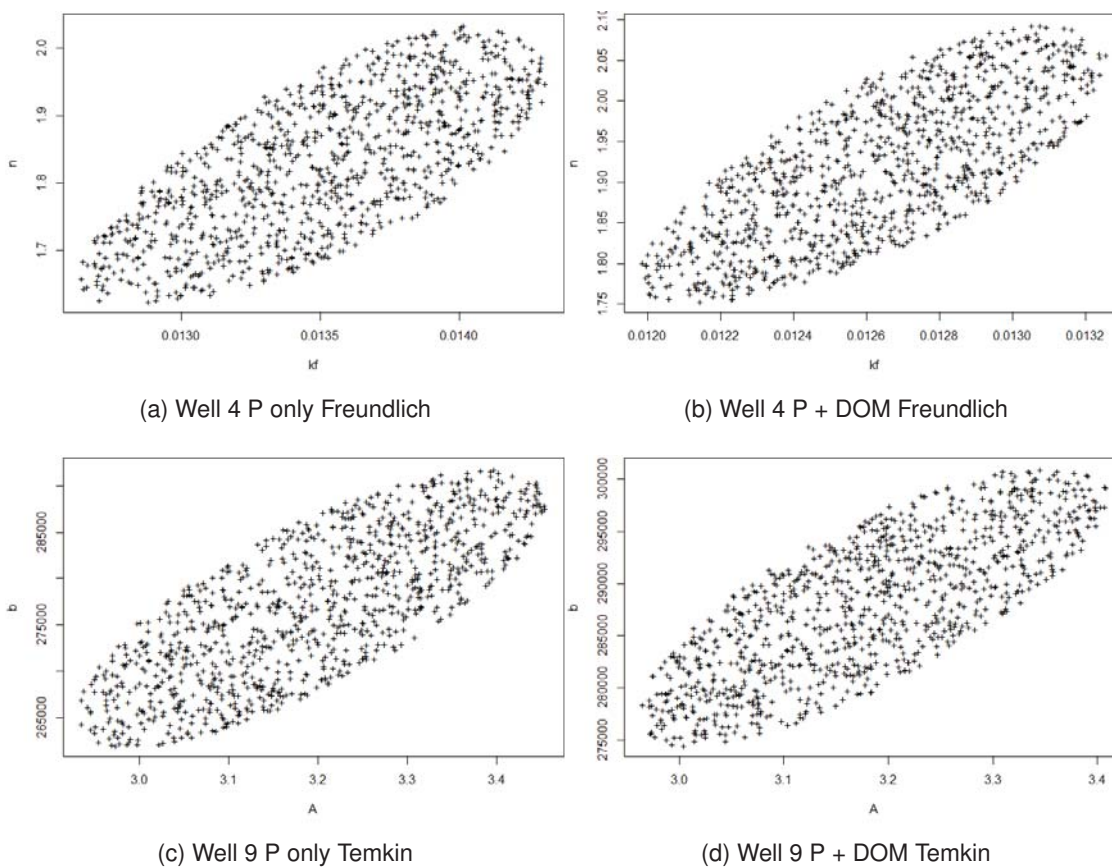 2.0
1.9
1.8
1.7
n
0.0130 0.0135 0.0140
kf
(a) Well 4 P only Freundlich
2.10
2.05
2.00
1.95
1.90
1.85
1.80
1.75
n
0.0120 0.0122 0.0124 0.0126 0.0128 0.0130 0.0132
kf
(b) Well 4 P + DOM Freundlich
285000
275000
265000
b
3.0 3.1 3.2 3.3 3.4
A
(c) Well 9 P only Temkin
300000
295000
290000
285000
280000
275000
b
3.0 3.1 3.2 3.3 3.4
A
(d) Well 9 P + DOM Temkin